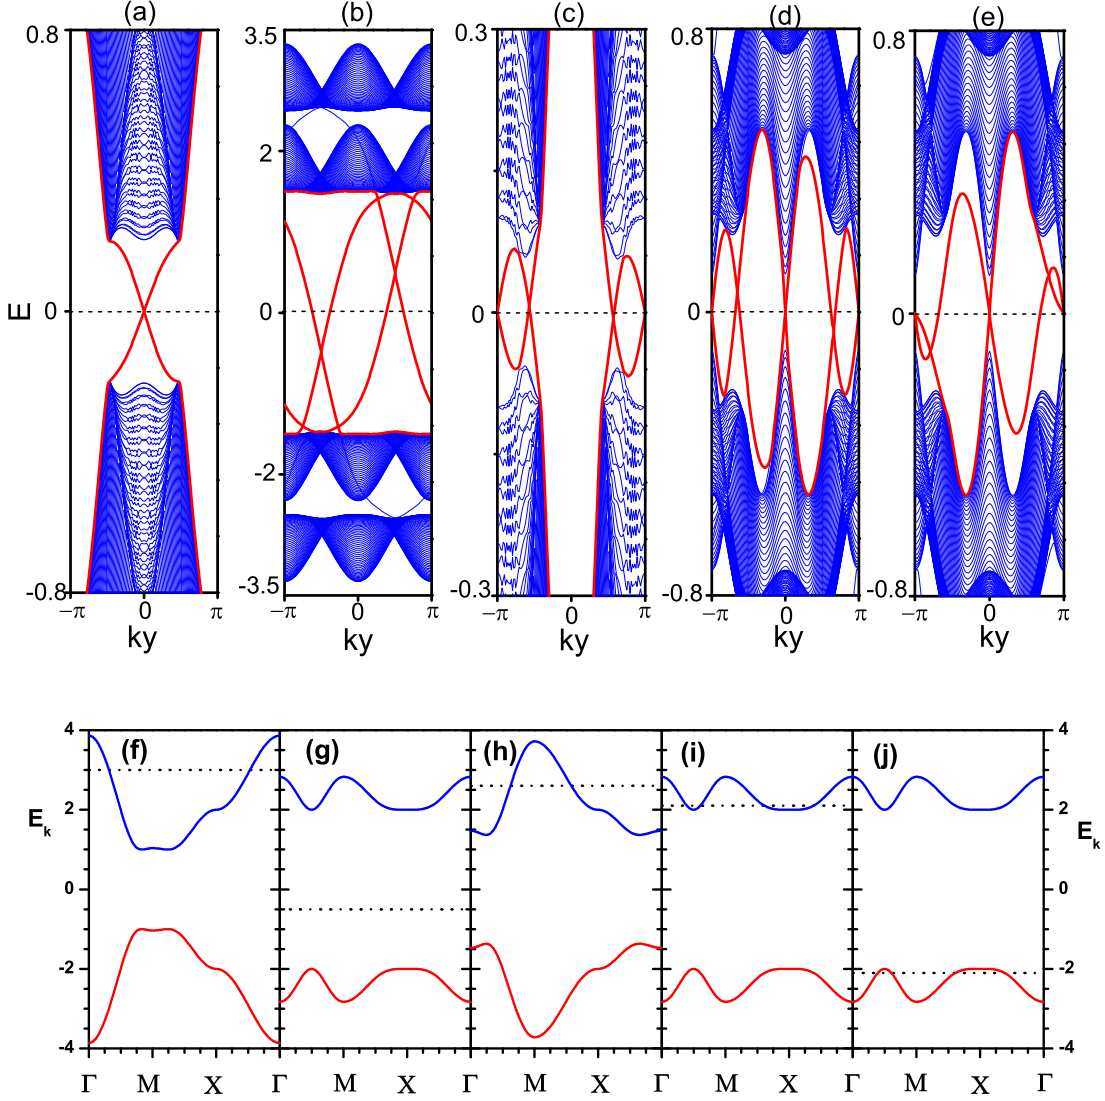 (a) (b) (c) (d) (e)
0.8 3.5 0.3 0.8 0.8
2
E 0 0 0 0 0
-2
-0.8 -3.5 -0.3 -0.8 -0.8
−π 0 π −π 0 π −π 0 π −π 0 π −π 0 π
ky ky ky ky ky
4 (f) (g) (h) (i) (j) 4
2 2
E_k E_k
0 0
-2 -2
-4 -4
Γ M X Γ M X Γ M X Γ M X Γ M X Γ